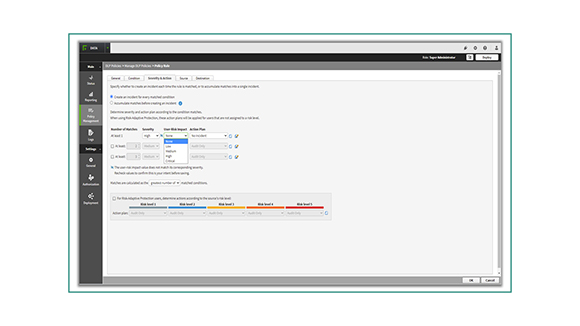 DATA
Role: Super Administrator
Deploy
Main
DLP Policies > Manage DLP Policies > Policy Rule
Status
Reporting
Policy
Management
Logs
Settings
General
Authorization
Deployment
General Condition Severity & Action Source Destination
Specify whether to create an incident each time the rule is matched, or to accumulate matches into a single incident.
Create an incident for every matched condition
Accumulate matches before creating an incident
Determine severity and action plan according to the condition matches.
When using Risk-Adaptive Protection, these action plans will be applied for users that are not assigned to a risk level.
Number of Matches Severity User Risk Impact Action Plan
At least 1 High None No Incident
At least: High
At least: High
None
Low
Medium
High
Critical
The user risk impact value does not match its corresponding severity.
Recheck values to confirm this is your intent before saving.
Matches are calculated as the greatest number of matched conditions.
For Risk-Adaptive Protection users, determine actions according to the source's risk level:
Risk level 1 Risk level 2 Risk level 3 Risk level 4 Risk level 5
Action plan: Audit Only Audit Only Audit Only Audit Only Audit Only
OK Cancel